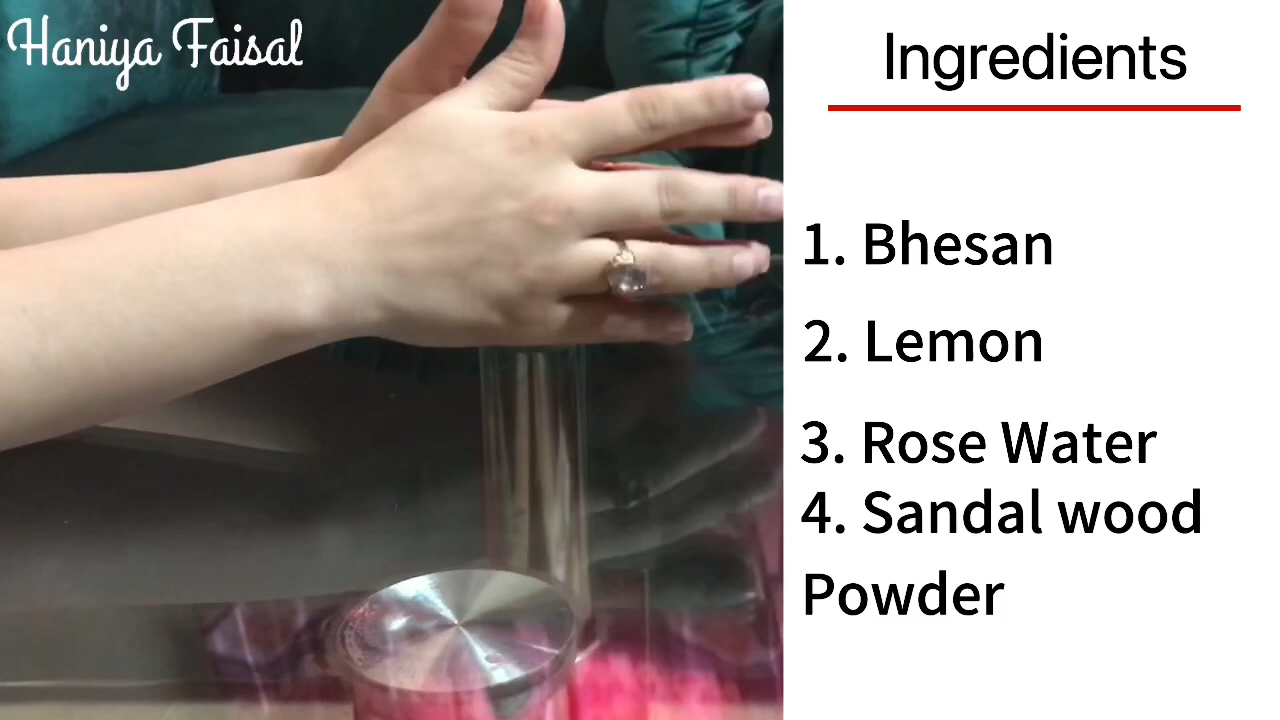 Haniya Faisal
Ingredients
1. Bhesan
2. Lemon
3. Rose Water
4. Sandal wood
Powder